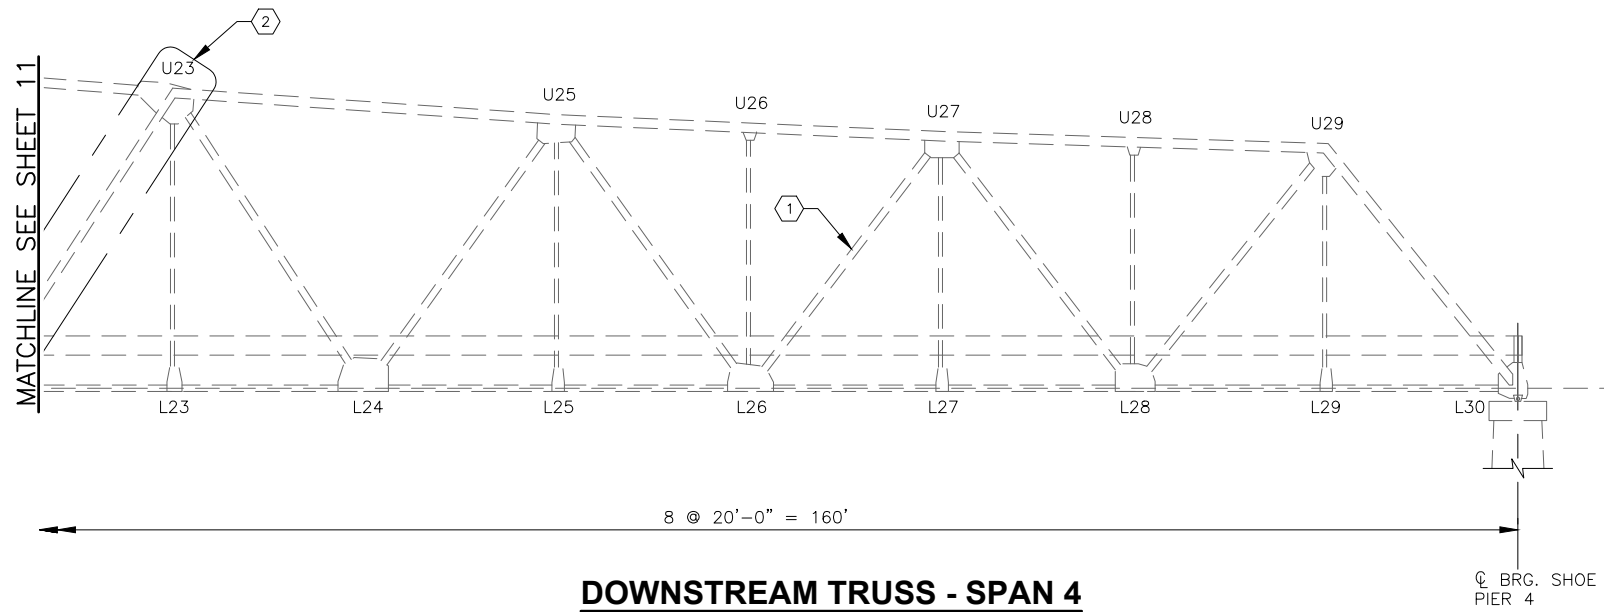 2
MATCHLINE SEE SHEET 11
U23
U25
U26
U27
U28
U29
1
L23
L24
L25
L26
L27
L28
L29
L30
8 @ 20'-0" = 160'
DOWNSTREAM TRUSS - SPAN 4
℄ BRG. SHOE
PIER 4